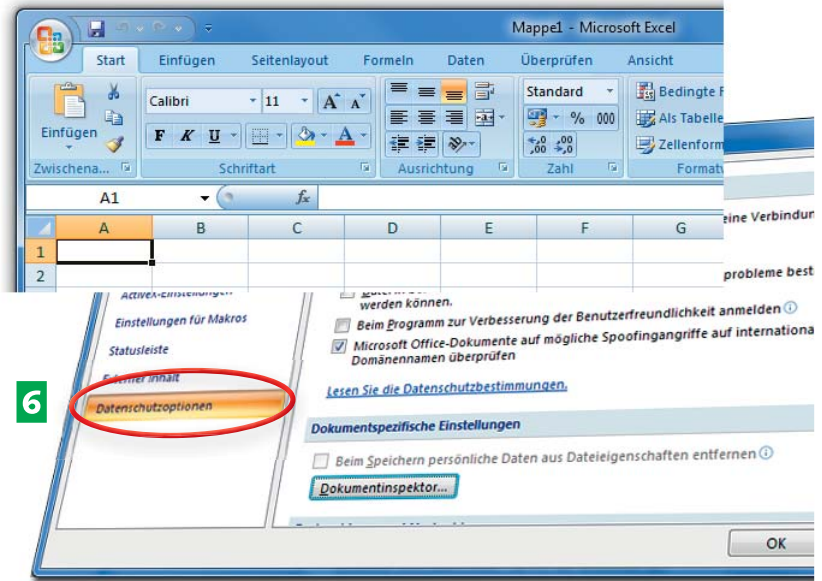 Mappe1 - Microsoft Excel
Start Einfügen Seitenlayout Formeln Daten Überprüfen Ansicht
Einfügen
Calibri 11 A A
F K U A
Standard
% 000
Bedingte F
Als Tabelle
Zellenform
Zwischena... Schriftart Ausrichtung Zahl Formatv
A1 fx
A B C D E F G
1
2
eine Verbindun
probleme best
ActiveX-Einstellungen
Einstellungen für Makros
Statusleiste
Externer Inhalt
Datenschutzoptionen
6
werden können.
Beim Programm zur Verbesserung der Benutzerfreundlichkeit anmelden
Microsoft Office-Dokumente auf mögliche Spoofingangriffe auf internationa
Domänennamen überprüfen
Lesen Sie die Datenschutzbestimmungen.
Dokumentspezifische Einstellungen
Beim Speichern persönliche Daten aus Dateieigenschaften entfernen
Dokumentinspektor...
OK